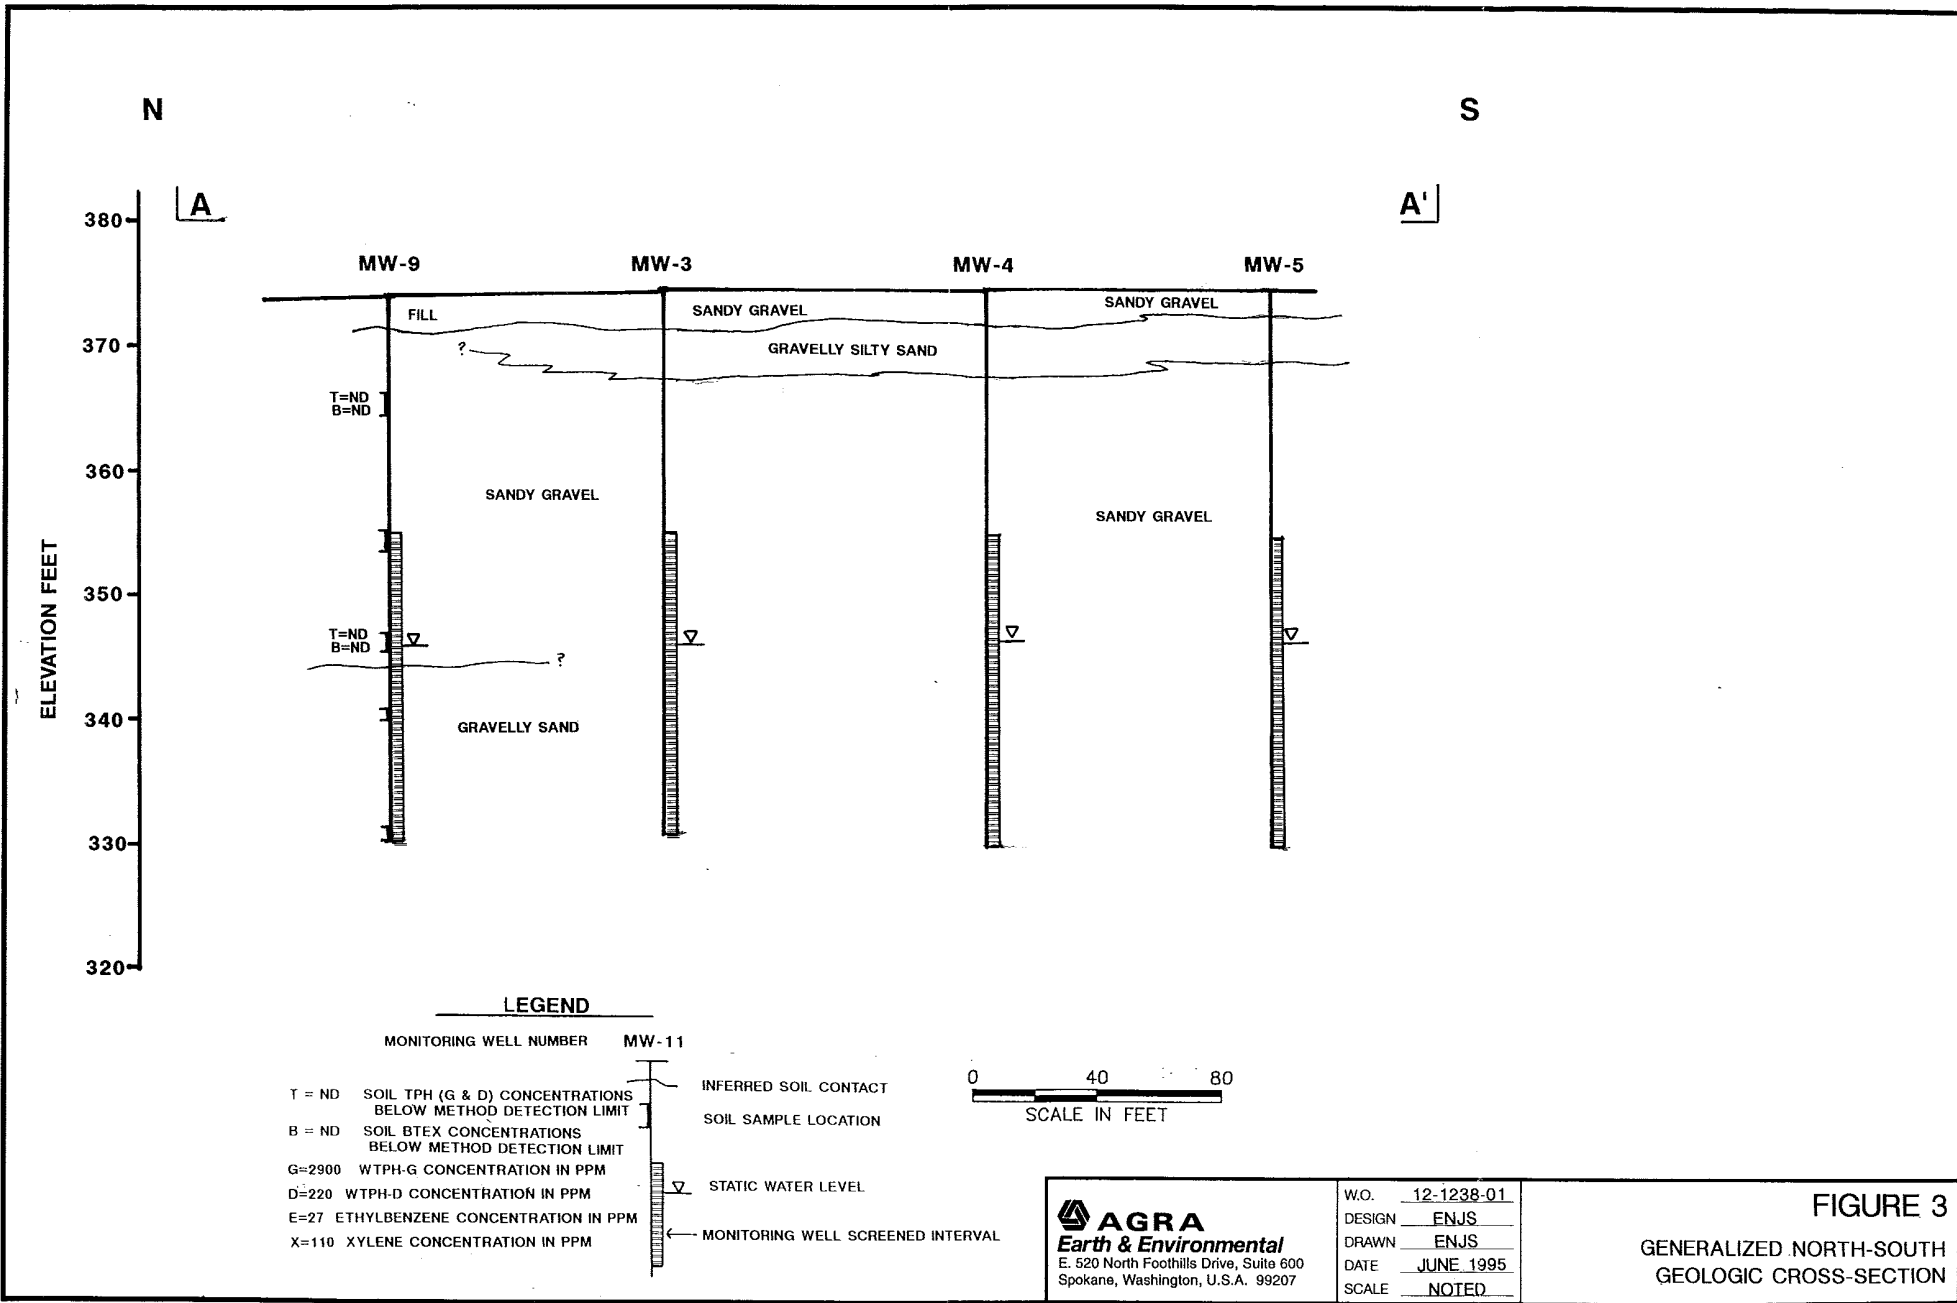 N
S
A
A'
380
370
360
350
340
330
320
ELEVATION FEET
MW-9
MW-3
MW-4
MW-5
FILL
SANDY GRAVEL
SANDY GRAVEL
?
GRAVELLY SILTY SAND
T=ND
B=ND
SANDY GRAVEL
SANDY GRAVEL
T=ND
B=ND
?
GRAVELLY SAND
LEGEND
MONITORING WELL NUMBER MW-11
T = ND SOIL TPH (G & D) CONCENTRATIONS
BELOW METHOD DETECTION LIMIT
B = ND SOIL BTEX CONCENTRATIONS
BELOW METHOD DETECTION LIMIT
G=2900 WTPH-G CONCENTRATION IN PPM
D=220 WTPH-D CONCENTRATION IN PPM
E=27 ETHYLBENZENE CONCENTRATION IN PPM
X=110 XYLENE CONCENTRATION IN PPM
INFERRED SOIL CONTACT
SOIL SAMPLE LOCATION
STATIC WATER LEVEL
MONITORING WELL SCREENED INTERVAL
0 40 80
SCALE IN FEET
AGRA
Earth & Environmental
E. 520 North Foothills Drive, Suite 600
Spokane, Washington, U.S.A. 99207
W.O. 12-1238-01
DESIGN ENJS
DRAWN ENJS
DATE JUNE 1995
SCALE NOTED
FIGURE 3
GENERALIZED NORTH-SOUTH
GEOLOGIC CROSS-SECTION